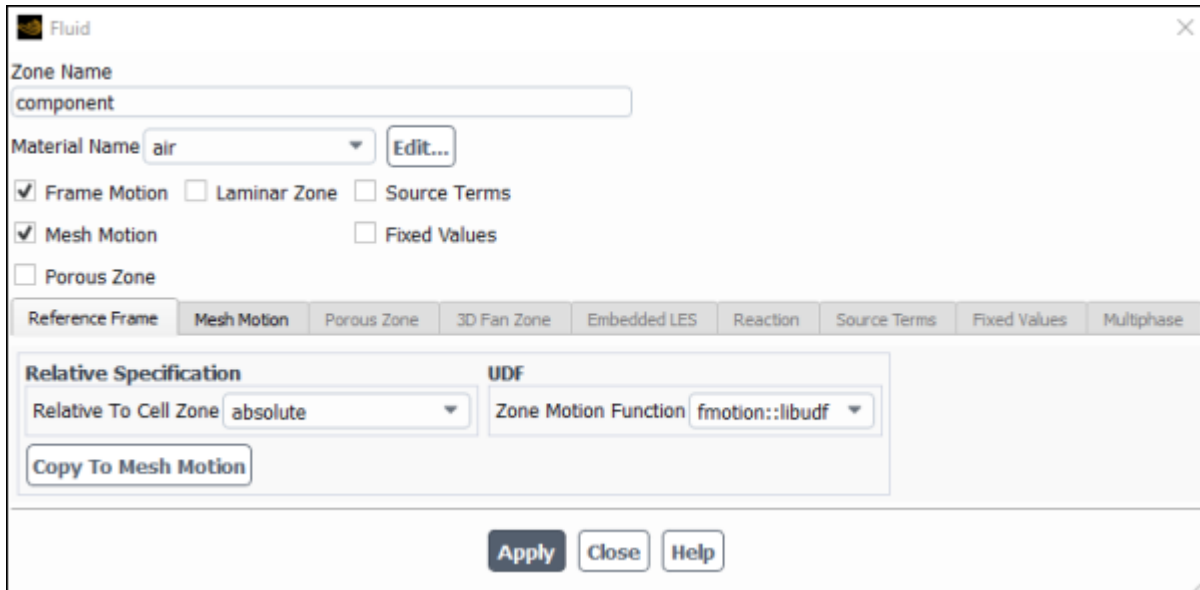 Fluid
Zone Name
component
Material Name air Edit...
Frame Motion Laminar Zone Source Terms
Mesh Motion Fixed Values
Porous Zone
Reference Frame Mesh Motion Porous Zone 3D Fan Zone Embedded LES Reaction Source Terms Fixed Values Multiphase
Relative Specification UDF
Relative To Cell Zone absolute Zone Motion Function fmotion::libudf
Copy To Mesh Motion
Apply Close Help